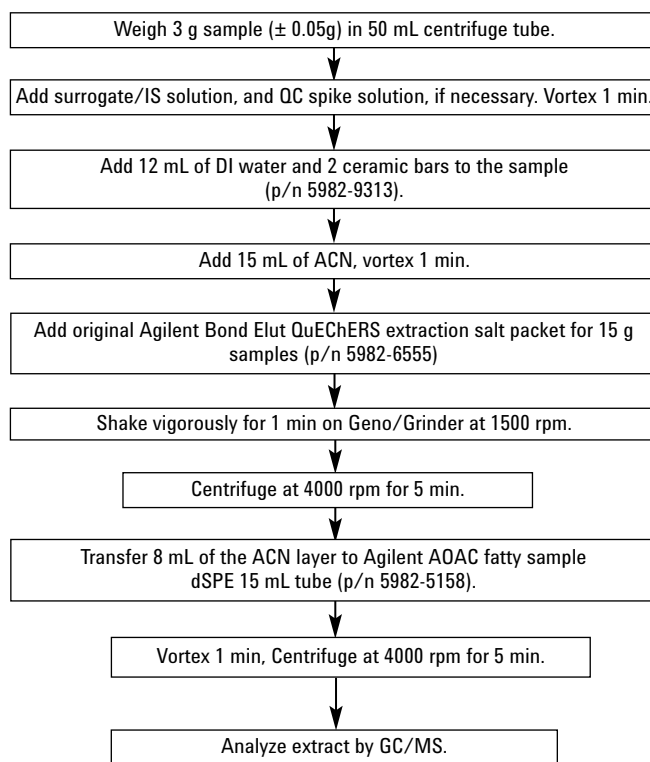 Weigh 3 g sample (± 0.05g) in 50 mL centrifuge tube.
Add surrogate/IS solution, and QC spike solution, if necessary. Vortex 1 min.
Add 12 mL of DI water and 2 ceramic bars to the sample
(p/n 5982-9313).
Add 15 mL of ACN, vortex 1 min.
Add original Agilent Bond Elut QuEChERS extraction salt packet for 15 g
samples (p/n 5982-6555)
Shake vigorously for 1 min on Geno/Grinder at 1500 rpm.
Centrifuge at 4000 rpm for 5 min.
Transfer 8 mL of the ACN layer to Agilent AOAC fatty sample
dSPE 15 mL tube (p/n 5982-5158).
Vortex 1 min, Centrifuge at 4000 rpm for 5 min.
Analyze extract by GC/MS.